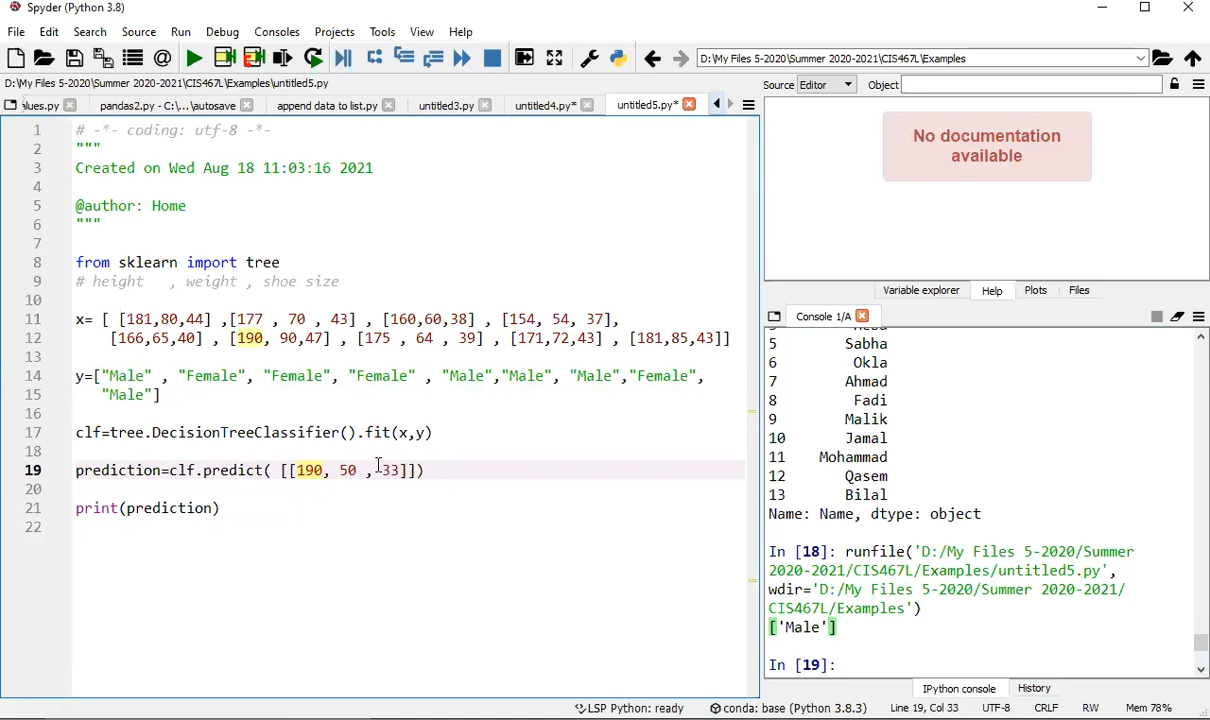 Spyder (Python 3.8)
File Edit Search Source Run Debug Consoles Projects Tools View Help
D:\My Files 5-2020\Summer 2020-2021\CIS467L\Examples
D:\My Files 5-2020\Summer 2020-2021\CIS467L\Examples\untitled5.py
alues.py pandas2.py - C:\...\autosave append data to list.py untitled3.py untitled4.py* untitled5.py*
1 # -*- coding: utf-8 -*-
2 """
3 Created on Wed Aug 18 11:03:16 2021
4
5 @author: Home
6 """
7
8 from sklearn import tree
9 # height , weight , shoe size
10
11 x= [ [181,80,44] ,[177 , 70 , 43] , [160,60,38] , [154, 54, 37],
12 [166,65,40] , [190, 90,47] , [175 , 64 , 39] , [171,72,43] , [181,85,43]]
13
14 y=["Male" , "Female", "Female", "Female" , "Male","Male", "Male","Female",
15 "Male"]
16
17 clf=tree.DecisionTreeClassifier().fit(x,y)
18
19 prediction=clf.predict( [[190, 50 , 33]])
20
21 print(prediction)
22
Source Editor Object
No documentation
available
Variable explorer Help Plots Files
Console 1/A
5 Sabha
6 Okla
7 Ahmad
8 Fadi
9 Malik
10 Jamal
11 Mohammad
12 Qasem
13 Bilal
Name: Name, dtype: object
In [18]: runfile('D:/My Files 5-2020/Summer
2020-2021/CIS467L/Examples/untitled5.py',
wdir='D:/My Files 5-2020/Summer 2020-2021/
CIS467L/Examples')
['Male']
In [19]:
IPython console History
LSP Python: ready conda: base (Python 3.8.3) Line 19, Col 33 UTF-8 CRLF RW Mem 78%